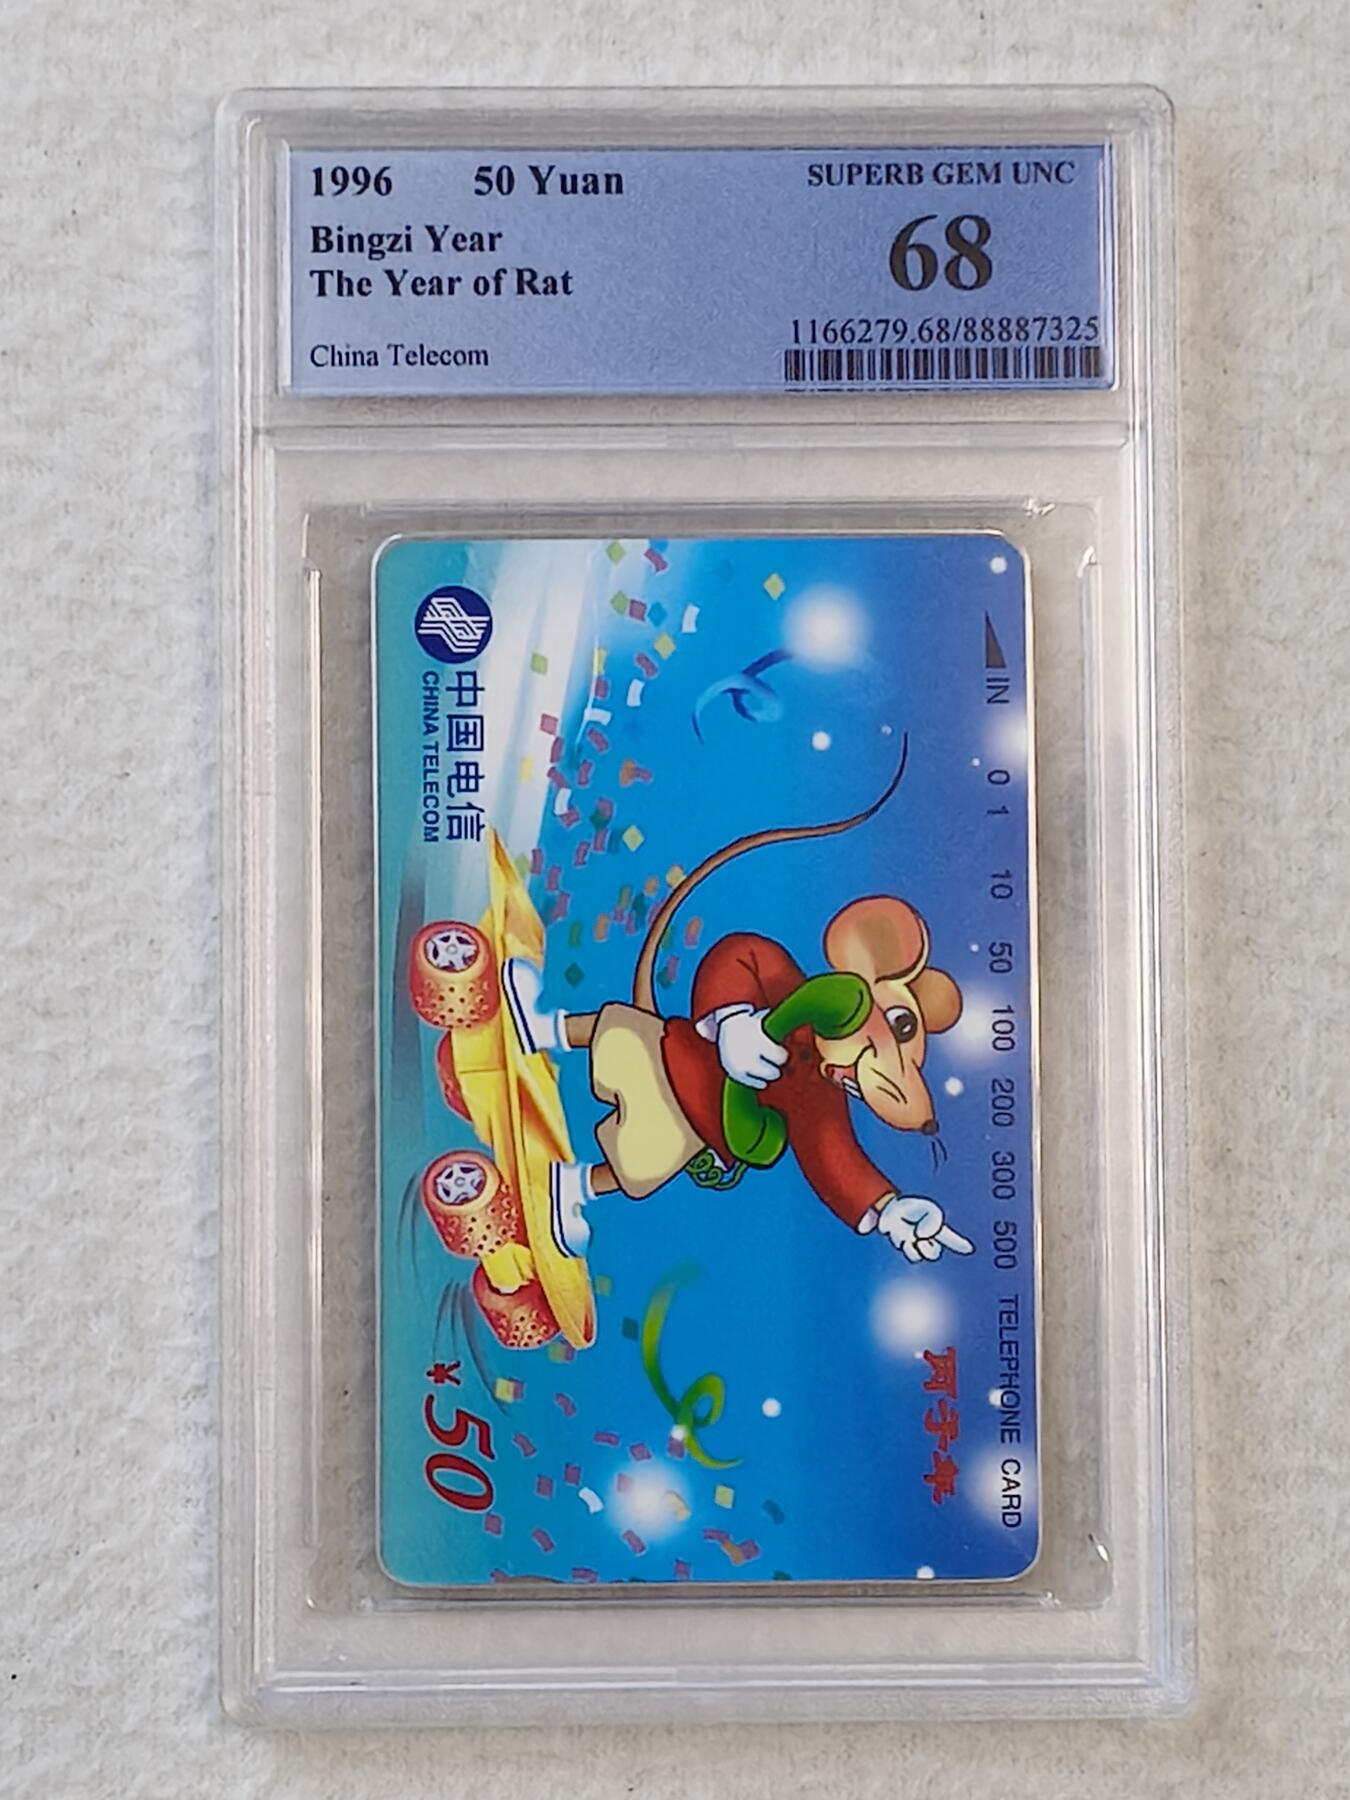 1996 50 Yuan
Bingzi Year
The Year of Rat
China Telecom
SUPERB GEM UNC
68
1166279.68/88887325
IN 0 1 10 50 100 200 300 500 TELEPHONE CARD
丙子年
中国电信
CHINA TELECOM
¥50